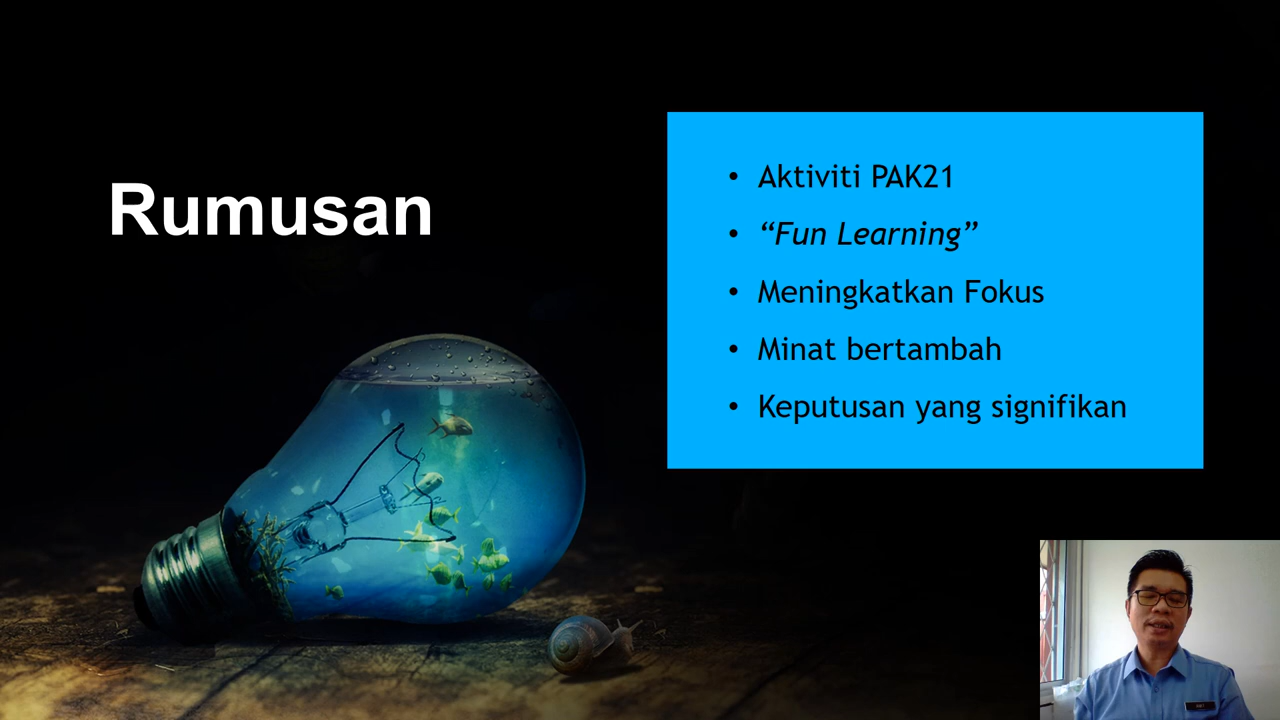 Rumusan
• Aktiviti PAK21
• “Fun Learning”
• Meningkatkan Fokus
• Minat bertambah
• Keputusan yang signifikan